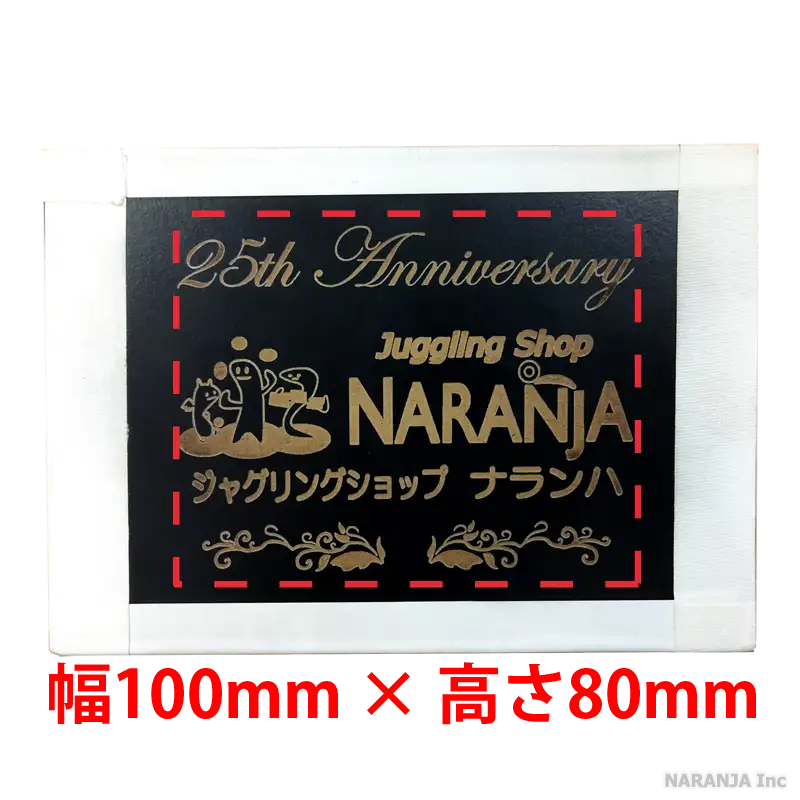 25th Anniversary
Juggling Shop
NARANJA
ジャグリングショップ ナランハ
幅100mm × 高さ80mm
NARANJA Inc